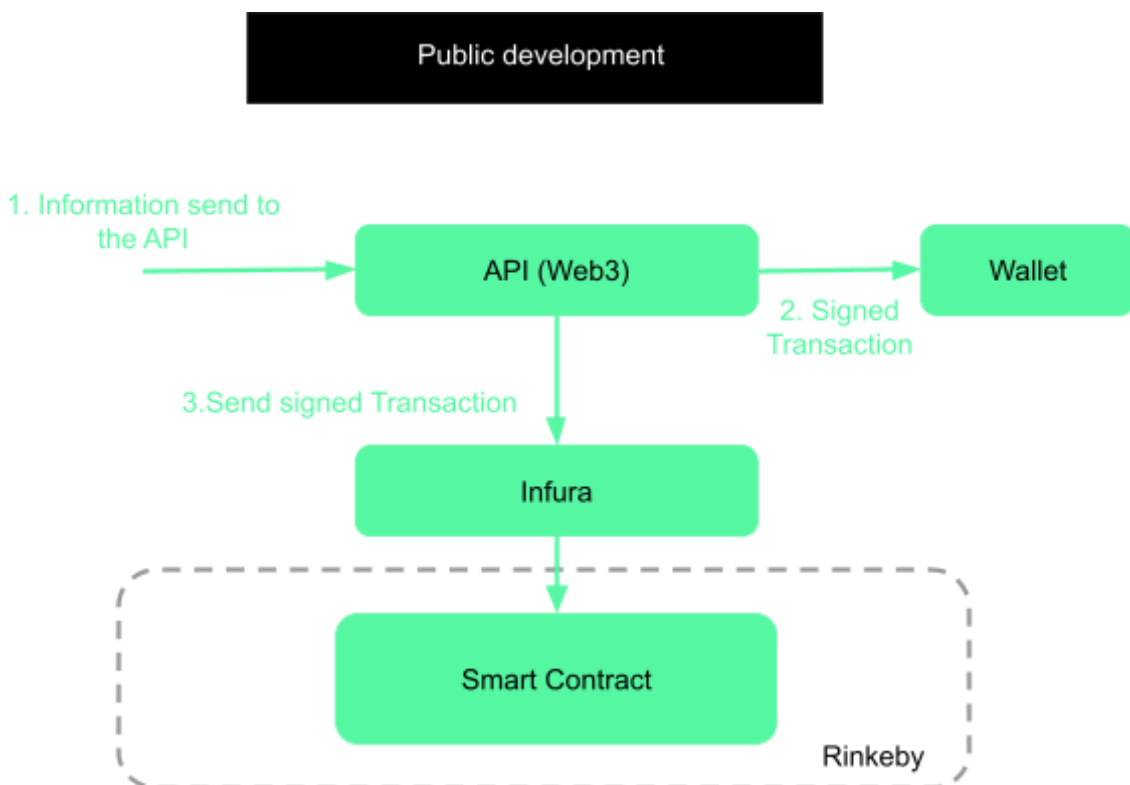 Public development
1. Information send to
the API
API (Web3)
Wallet
2. Signed
Transaction
3.Send signed Transaction
Infura
Smart Contract
Rinkeby